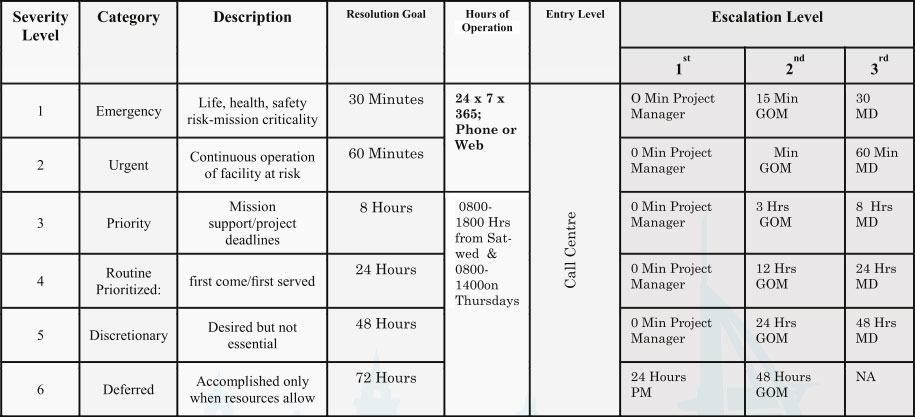 Severity Level
Category
Description
Resolution Goal
Hours of Operation
Entry Level
Escalation Level
1st
2nd
3rd
1
Emergency
Life, health, safety
risk-mission criticality
30 Minutes
24 x 7 x
365;
Phone or
Web
Call Centre
O Min Project
Manager
15 Min
GOM
30
MD
2
Urgent
Continuous operation
of facility at risk
60 Minutes
0 Min Project
Manager
Min
GOM
60 Min
MD
3
Priority
Mission
support/project
deadlines
8 Hours
0800-
1800 Hrs
from Sat-
wed &
0800-
1400on
Thursdays
0 Min Project
Manager
3 Hrs
GOM
8 Hrs
MD
4
Routine
Prioritized:
first come/first served
24 Hours
0 Min Project
Manager
12 Hrs
GOM
24 Hrs
MD
5
Discretionary
Desired but not
essential
48 Hours
0 Min Project
Manager
24 Hrs
GOM
48 Hrs
MD
6
Deferred
Accomplished only
when resources allow
72 Hours
24 Hours
PM
48 Hours
GOM
NA